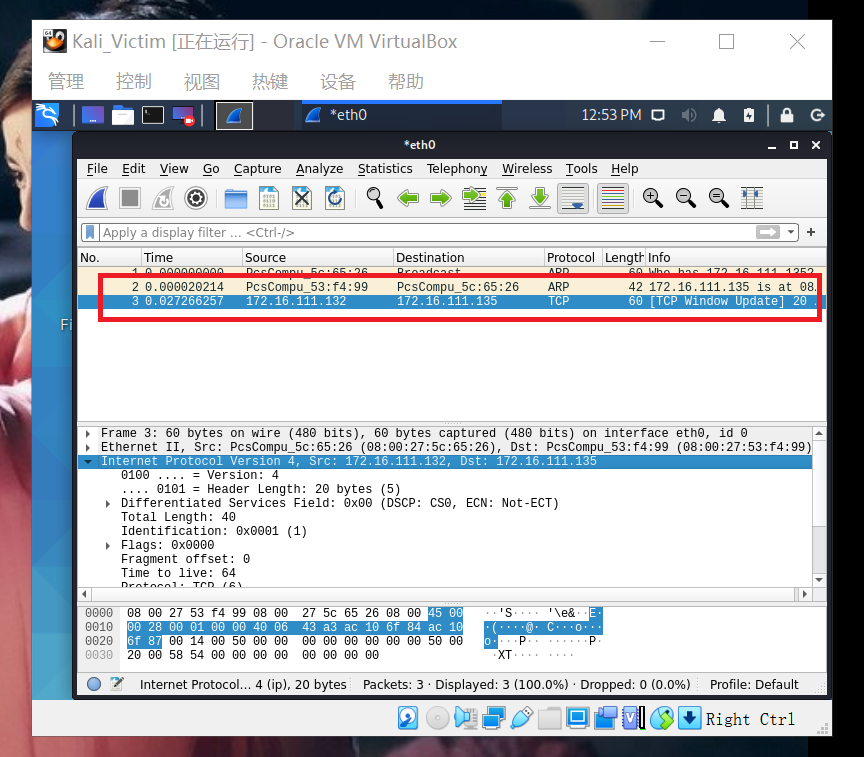 Kali_Victim [正在运行] - Oracle VM VirtualBox
管理 控制 视图 热键 设备 帮助
*eth0 12:53 PM
*eth0
File Edit View Go Capture Analyze Statistics Telephony Wireless Tools Help
Apply a display filter ... <Ctrl-/>
No. Time Source Destination Protocol Length Info
1 0.000000000 PcsCompu_5c:65:26 Broadcast ARP 60 Who has 172.16.111.135?
2 0.000020214 PcsCompu_53:f4:99 PcsCompu_5c:65:26 ARP 42 172.16.111.135 is at 08…
3 0.027266257 172.16.111.132 172.16.111.135 TCP 60 [TCP Window Update] 20 …
Fi
Frame 3: 60 bytes on wire (480 bits), 60 bytes captured (480 bits) on interface eth0, id 0
Ethernet II, Src: PcsCompu_5c:65:26 (08:00:27:5c:65:26), Dst: PcsCompu_53:f4:99 (08:00:27:53:f4:99)
Internet Protocol Version 4, Src: 172.16.111.132, Dst: 172.16.111.135
0100 .... = Version: 4
.... 0101 = Header Length: 20 bytes (5)
Differentiated Services Field: 0x00 (DSCP: CS0, ECN: Not-ECT)
Total Length: 40
Identification: 0x0001 (1)
Flags: 0x0000
Fragment offset: 0
Time to live: 64
Protocol: TCP (6)
0000 08 00 27 53 f4 99 08 00 27 5c 65 26 08 00 45 00 ··'S···· '\e&··E·
0010 00 28 00 01 00 00 40 06 43 a3 ac 10 6f 84 ac 10 ·(····@· C···o···
0020 6f 87 00 14 00 50 00 00 00 00 00 00 00 00 50 00 o····P·· ······P·
0030 20 00 58 54 00 00 00 00 00 00 00 00 ·XT···· ····
Internet Protocol… 4 (ip), 20 bytes Packets: 3 · Displayed: 3 (100.0%) · Dropped: 0 (0.0%) Profile: Default
Right Ctrl